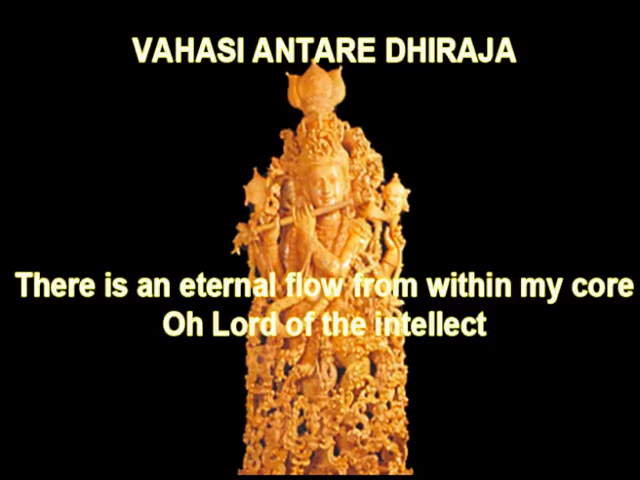 VAHASI ANTARE DHIRAJA
There is an eternal flow from within my core
Oh Lord of the intellect